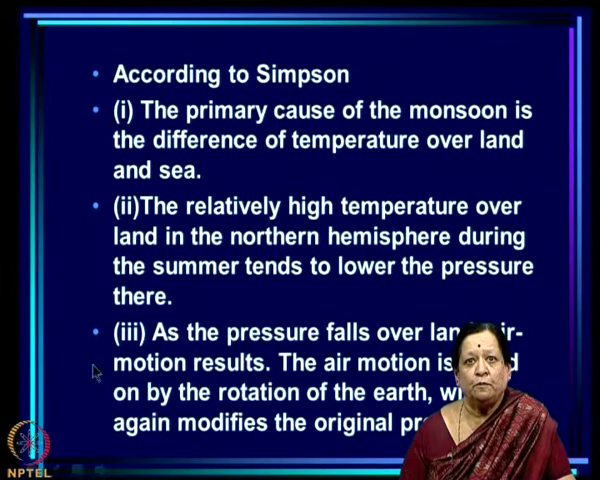 • According to Simpson
• (i) The primary cause of the monsoon is
the difference of temperature over land
and sea.
• (ii)The relatively high temperature over
land in the northern hemisphere during
the summer tends to lower the pressure
there.
• (iii) As the pressure falls over
motion results. The air motion is
on by the rotation of the earth,
again modifies the original
NPTEL